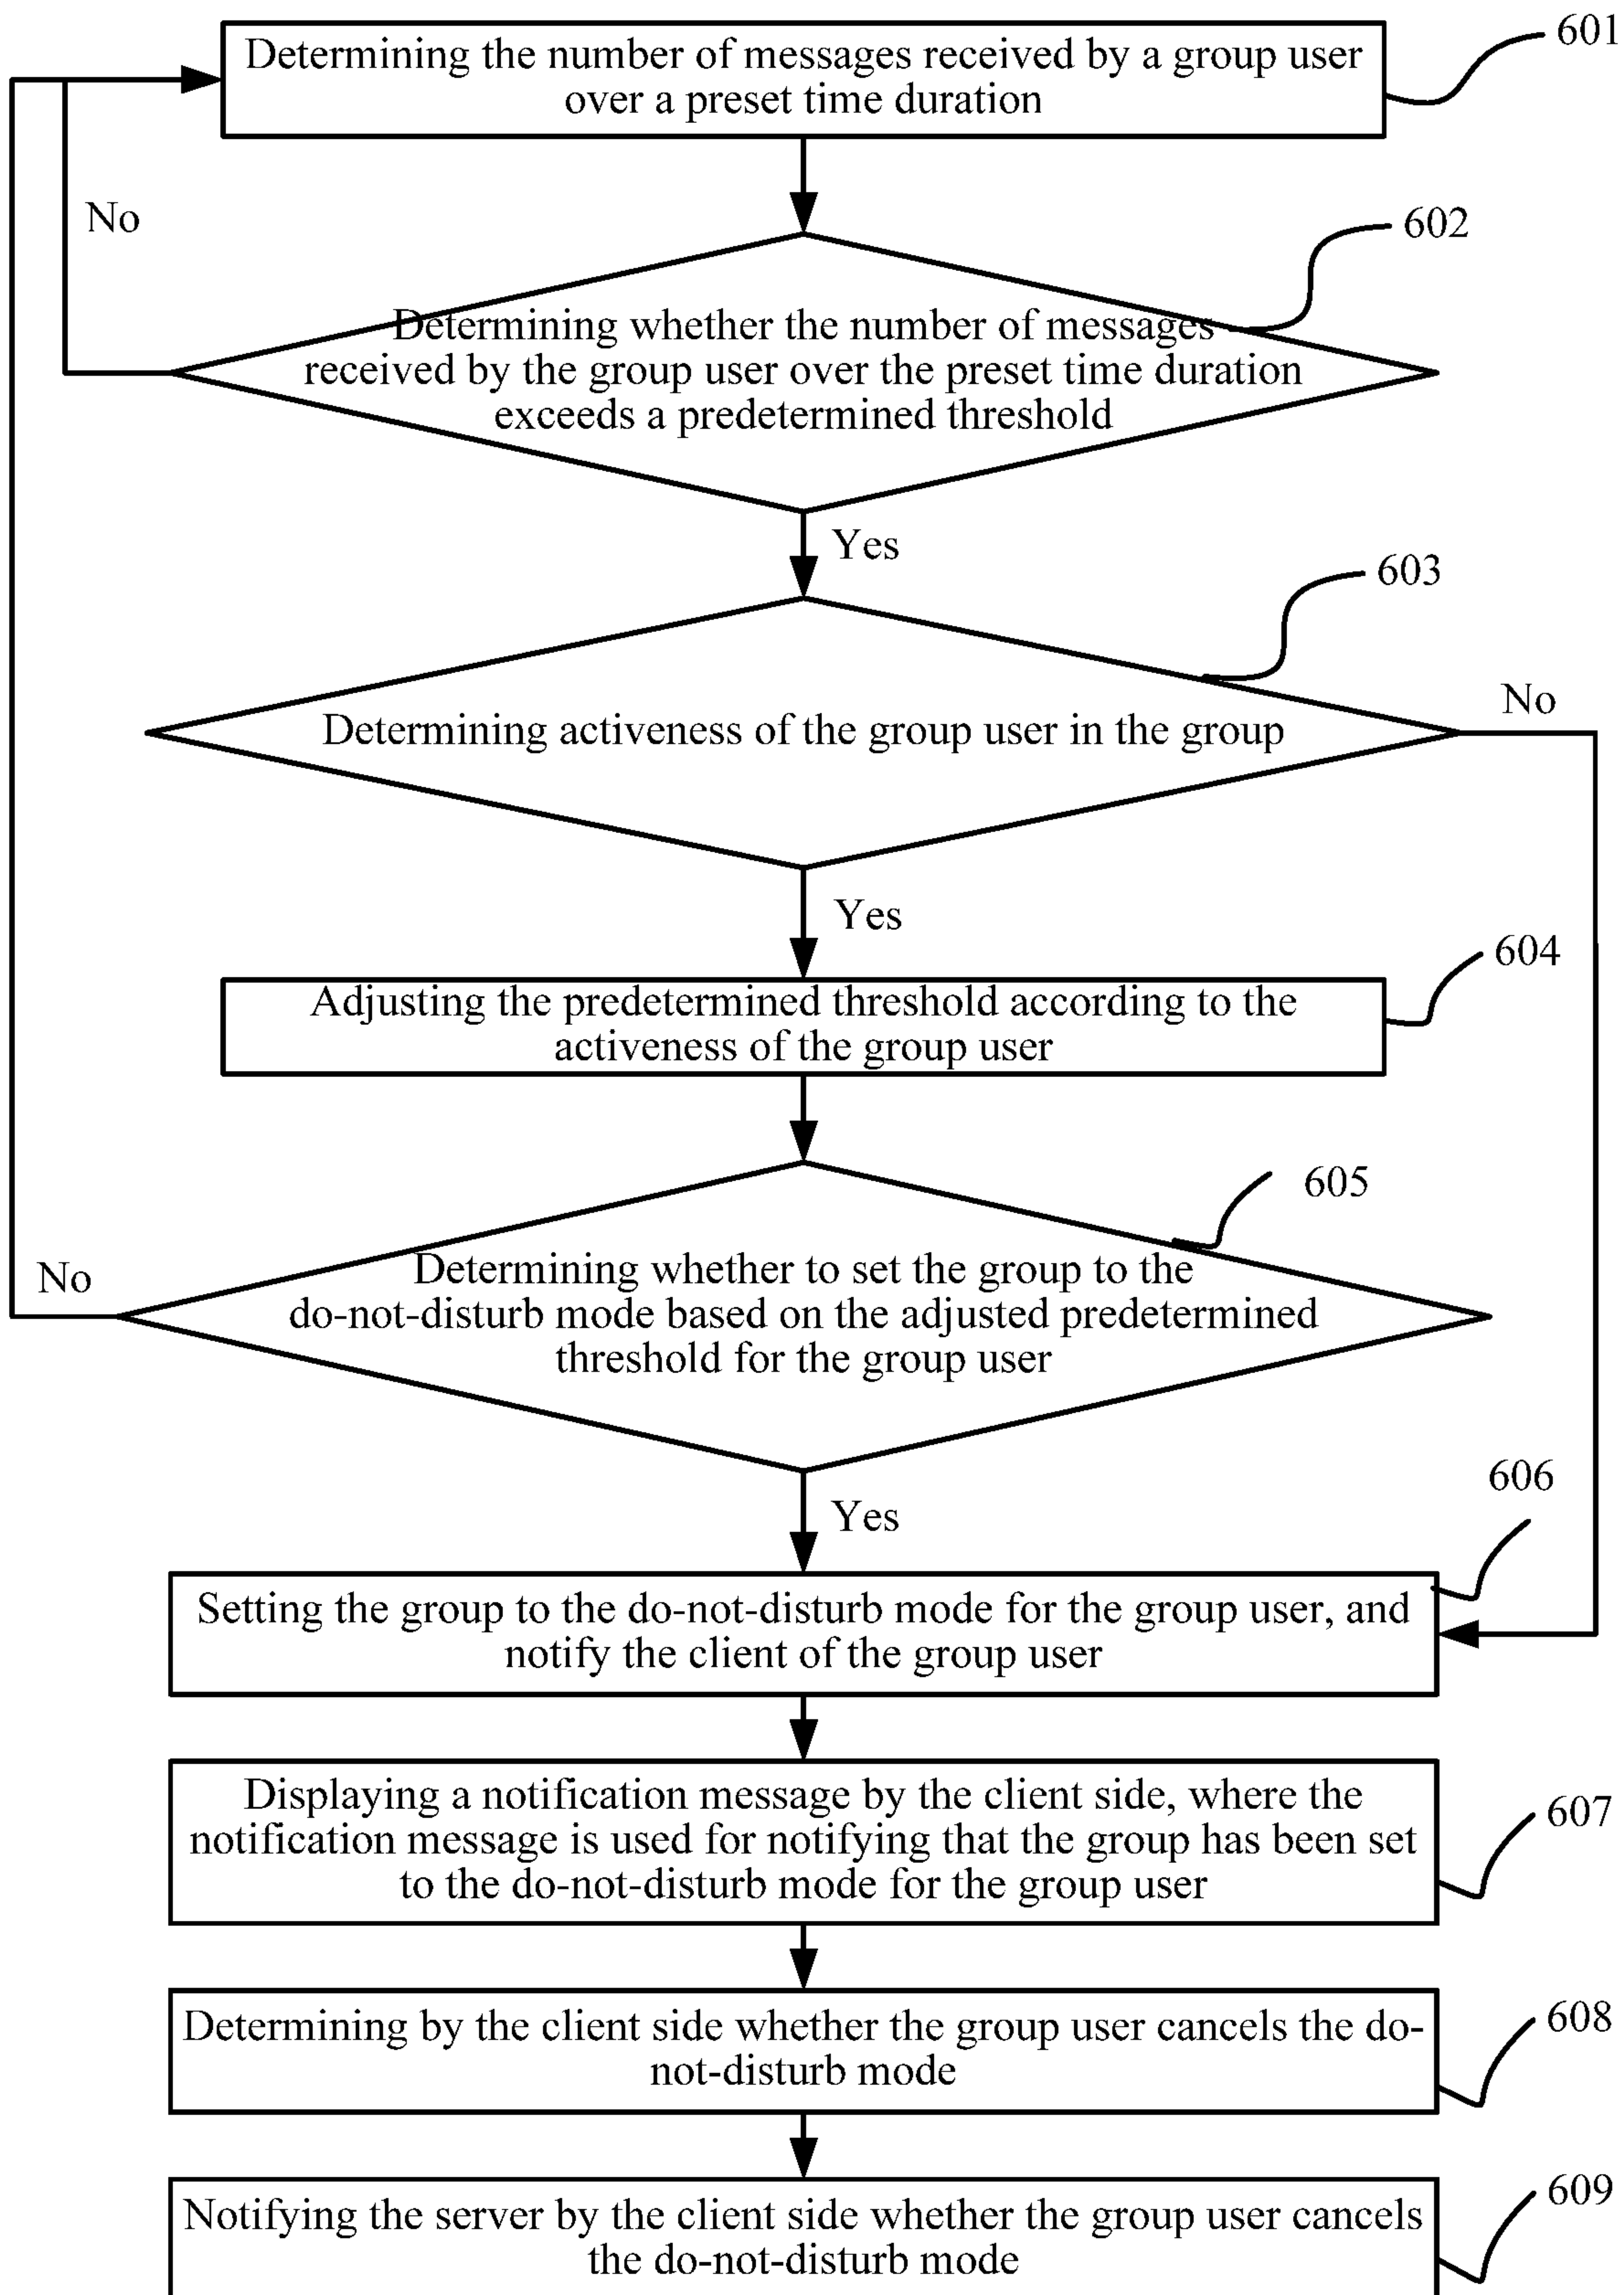 601
Determining the number of messages received by a group user
over a preset time duration
No
602
Determining whether the number of messages
received by the group user over the preset time duration
exceeds a predetermined threshold
Yes
603
No
Determining activeness of the group user in the group
Yes
604
Adjusting the predetermined threshold according to the
activeness of the group user
605
No
Determining whether to set the group to the
do-not-disturb mode based on the adjusted predetermined
threshold for the group user
606
Yes
Setting the group to the do-not-disturb mode for the group user, and
notify the client of the group user
Displaying a notification message by the client side, where the
notification message is used for notifying that the group has been set
to the do-not-disturb mode for the group user
607
Determining by the client side whether the group user cancels the do-
not-disturb mode
608
Notifying the server by the client side whether the group user cancels
the do-not-disturb mode
609